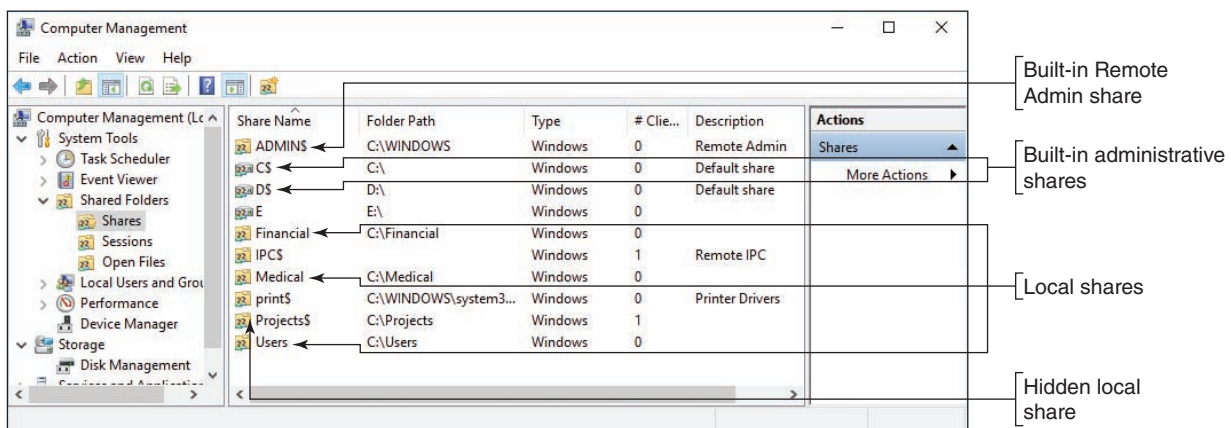 Computer Management
File Action View Help
Computer Management (Lc
System Tools
Task Scheduler
Event Viewer
Shared Folders
Shares
Sessions
Open Files
Local Users and Grou
Performance
Device Manager
Storage
Disk Management
Share Name Folder Path Type # Clie... Description
ADMIN$ C:\WINDOWS Windows 0 Remote Admin
C$ C:\ Windows 0 Default share
D$ D:\ Windows 0 Default share
E E:\ Windows 0
Financial C:\Financial Windows 0
IPC$ Windows 1 Remote IPC
Medical C:\Medical Windows 0
print$ C:\WINDOWS\system3... Windows 0 Printer Drivers
Projects$ C:\Projects Windows 1
Users C:\Users Windows 0
Actions
Shares
More Actions
Built-in Remote
Admin share
Built-in administrative
shares
Local shares
Hidden local
share